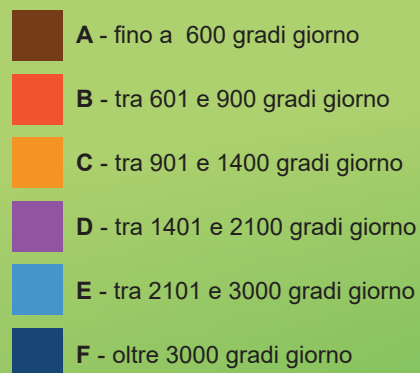 A - fino a  600 gradi giorno
B - tra 601 e 900 gradi giorno
C - tra 901 e 1400 gradi giorno
D - tra 1401 e 2100 gradi giorno
E - tra 2101 e 3000 gradi giorno
F - oltre 3000 gradi giorno